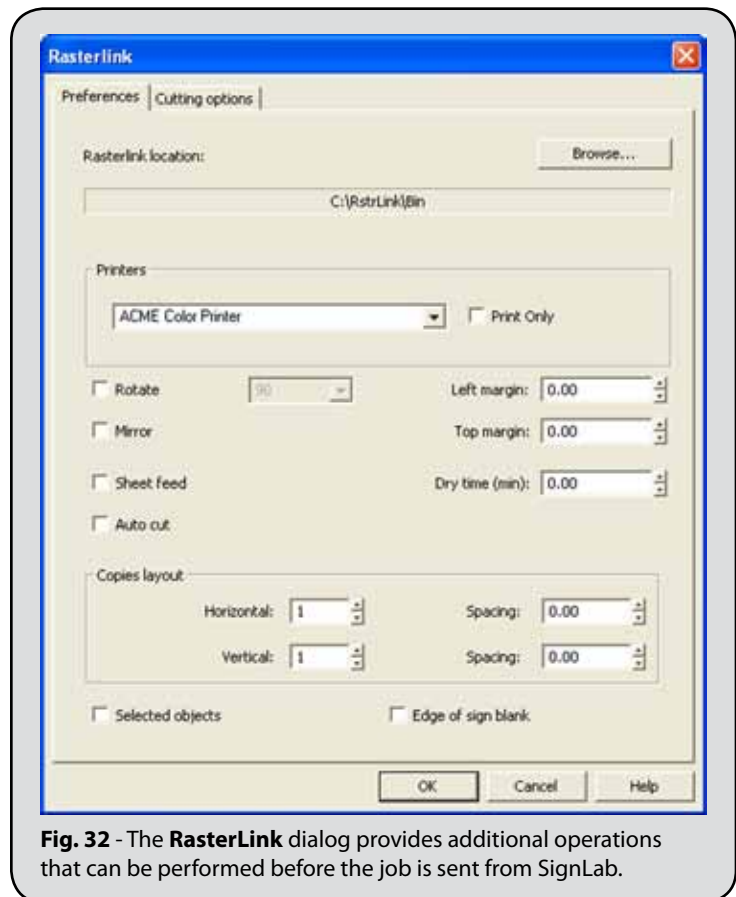 Rasterlink
Preferences Cutting options
Rasterlink location: Browse...
C:\RstrLink\Bin
Printers
ACME Color Printer Print Only
Rotate 90 Left margin: 0.00
Mirror Top margin: 0.00
Sheet feed Dry time (min): 0.00
Auto cut
Copies layout
Horizontal: 1 Spacing: 0.00
Vertical: 1 Spacing: 0.00
Selected objects Edge of sign blank
OK Cancel Help
Fig. 32 - The RasterLink dialog provides additional operations
that can be performed before the job is sent from SignLab.